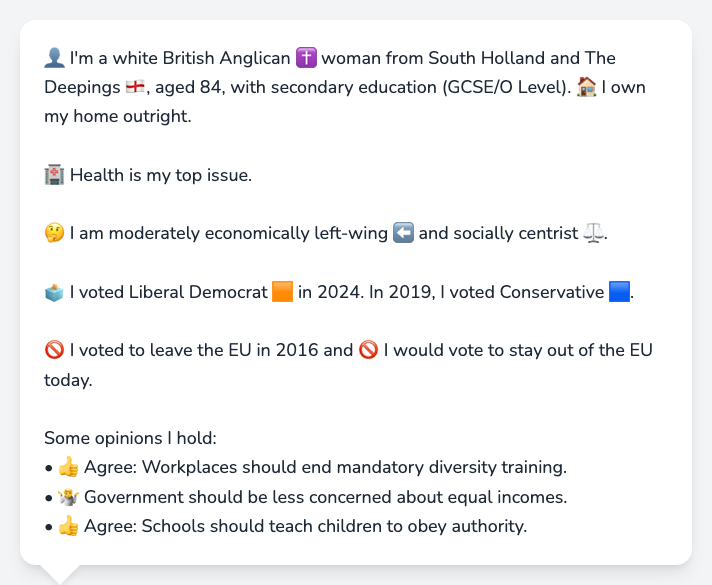 👤 I'm a white British Anglican ✝️ woman from South Holland and The
Deepings 🏴󠁧󠁢󠁥󠁮󠁧󠁿, aged 84, with secondary education (GCSE/O Level). 🏠 I own
my home outright.
🏥 Health is my top issue.
🤔 I am moderately economically left-wing ⬅️ and socially centrist ⚖️.
🗳️ I voted Liberal Democrat 🟧 in 2024. In 2019, I voted Conservative 🟦.
🚫 I voted to leave the EU in 2016 and 🚫 I would vote to stay out of the EU
today.
Some opinions I hold:
• 👍 Agree: Workplaces should end mandatory diversity training.
• 🤷 Government should be less concerned about equal incomes.
• 👍 Agree: Schools should teach children to obey authority.